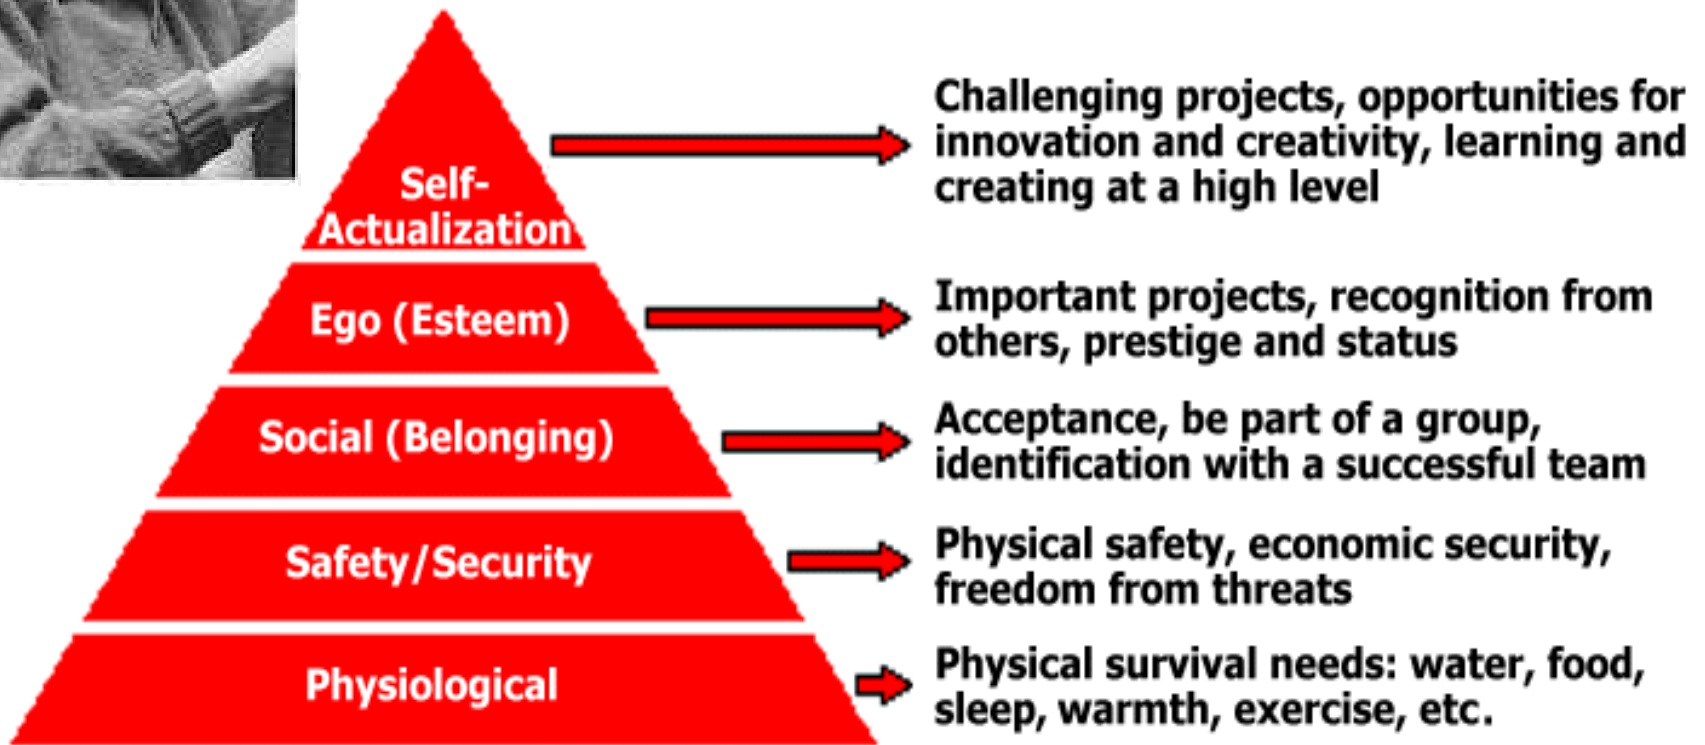 Self-
Actualization
Challenging projects, opportunities for
innovation and creativity, learning and
creating at a high level
Ego (Esteem)
Important projects, recognition from
others, prestige and status
Social (Belonging)
Acceptance, be part of a group,
identification with a successful team
Safety/Security
Physical safety, economic security,
freedom from threats
Physiological
Physical survival needs: water, food,
sleep, warmth, exercise, etc.